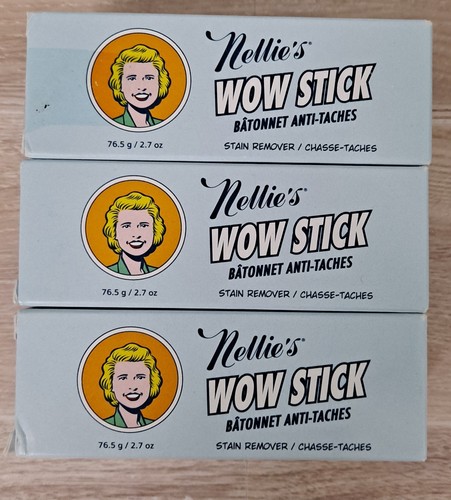 Nellie's®
WOW STICK
BÂTONNET ANTI-TACHES
76.5 g / 2.7 oz
STAIN REMOVER / CHASSE-TACHES
Nellie's®
WOW STICK
BÂTONNET ANTI-TACHES
76.5 g / 2.7 oz
STAIN REMOVER / CHASSE-TACHES
Nellie's®
WOW STICK
BÂTONNET ANTI-TACHES
76.5 g / 2.7 oz
STAIN REMOVER / CHASSE-TACHES